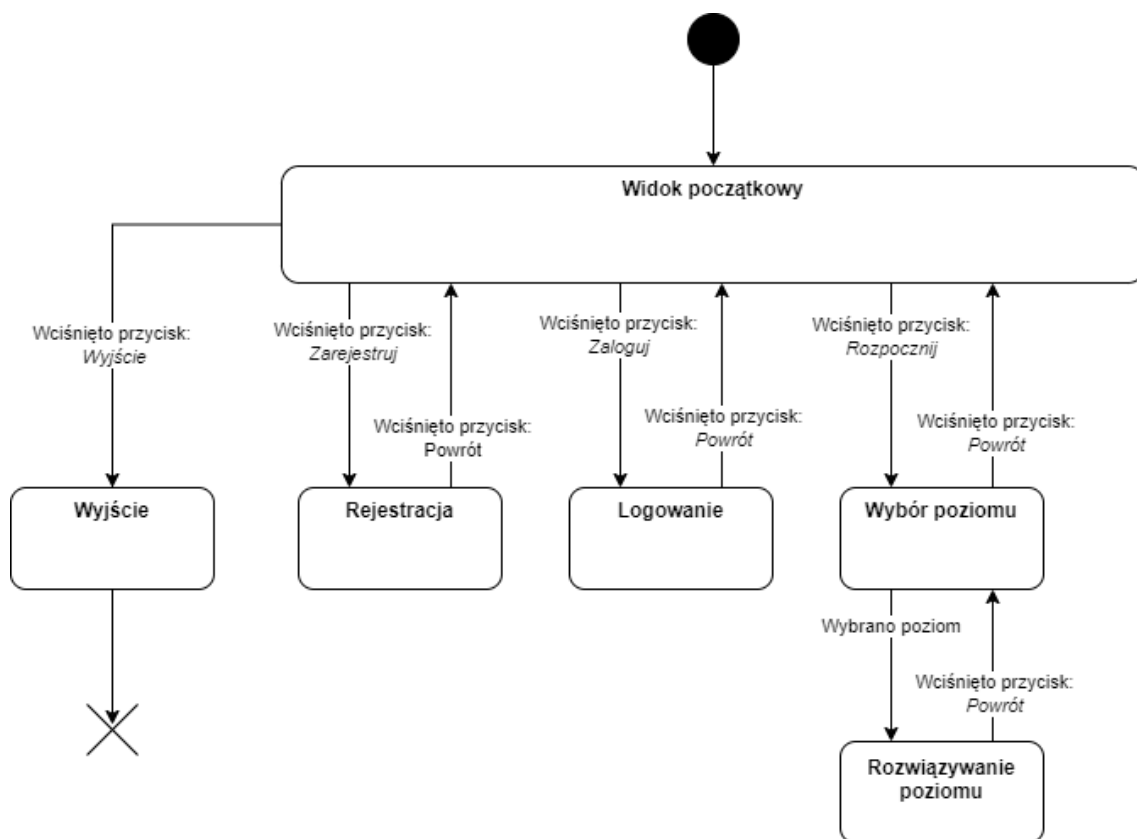 Widok początkowy
Wciśnięto przycisk:
Wyjście
Wciśnięto przycisk:
Zarejestruj
Wciśnięto przycisk:
Powrót
Wciśnięto przycisk:
Zaloguj
Wciśnięto przycisk:
Powrót
Wciśnięto przycisk:
Rozpocznij
Wciśnięto przycisk:
Powrót
Wyjście
Rejestracja
Logowanie
Wybór poziomu
Wybrano poziom
Wciśnięto przycisk:
Powrót
Rozwiązywanie
poziomu